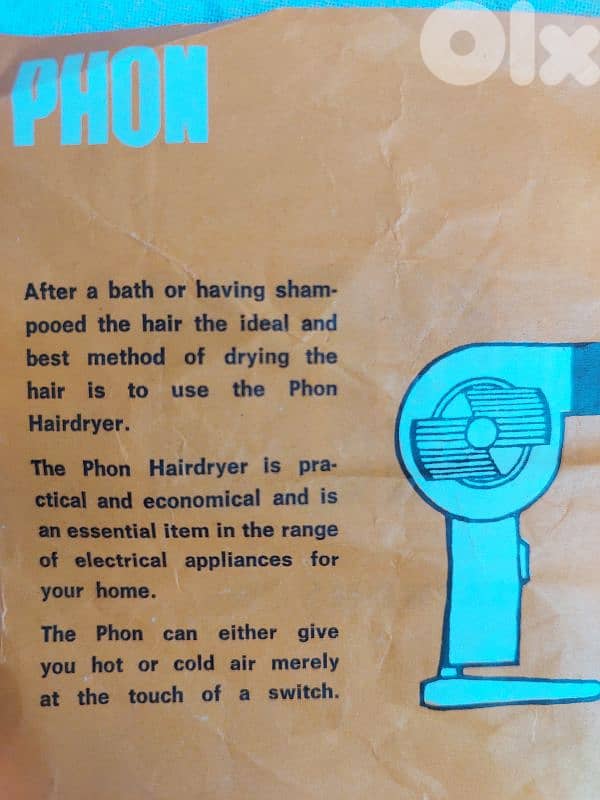 Olx
PHON
After a bath or having sham-
pooed the hair the ideal and
best method of drying the
hair is to use the Phon
Hairdryer.
The Phon Hairdryer is pra-
ctical and economical and is
an essential item in the range
of electrical appliances for
your home.
The Phon can either give
you hot or cold air merely
at the touch of a switch.